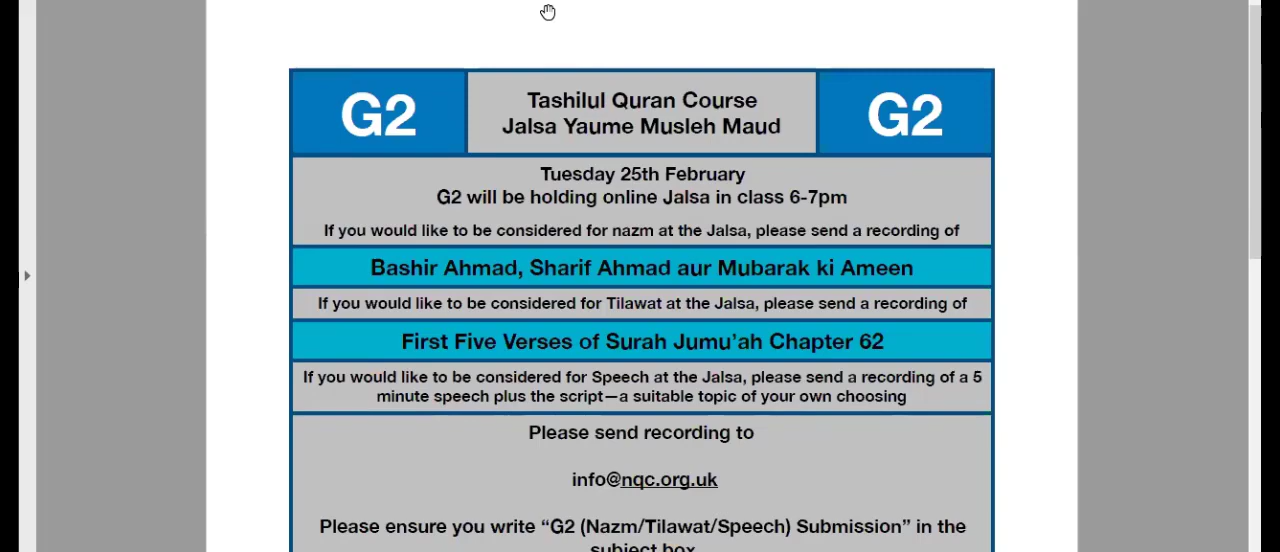 G2
Tashilul Quran Course
Jalsa Yaume Musleh Maud
G2
Tuesday 25th February
G2 will be holding online Jalsa in class 6-7pm
If you would like to be considered for nazm at the Jalsa, please send a recording of
Bashir Ahmad, Sharif Ahmad aur Mubarak ki Ameen
If you would like to be considered for Tilawat at the Jalsa, please send a recording of
First Five Verses of Surah Jumu’ah Chapter 62
If you would like to be considered for Speech at the Jalsa, please send a recording of a 5
minute speech plus the script—a suitable topic of your own choosing
Please send recording to
info@nqc.org.uk
Please ensure you write “G2 (Nazm/Tilawat/Speech) Submission” in the
subject box